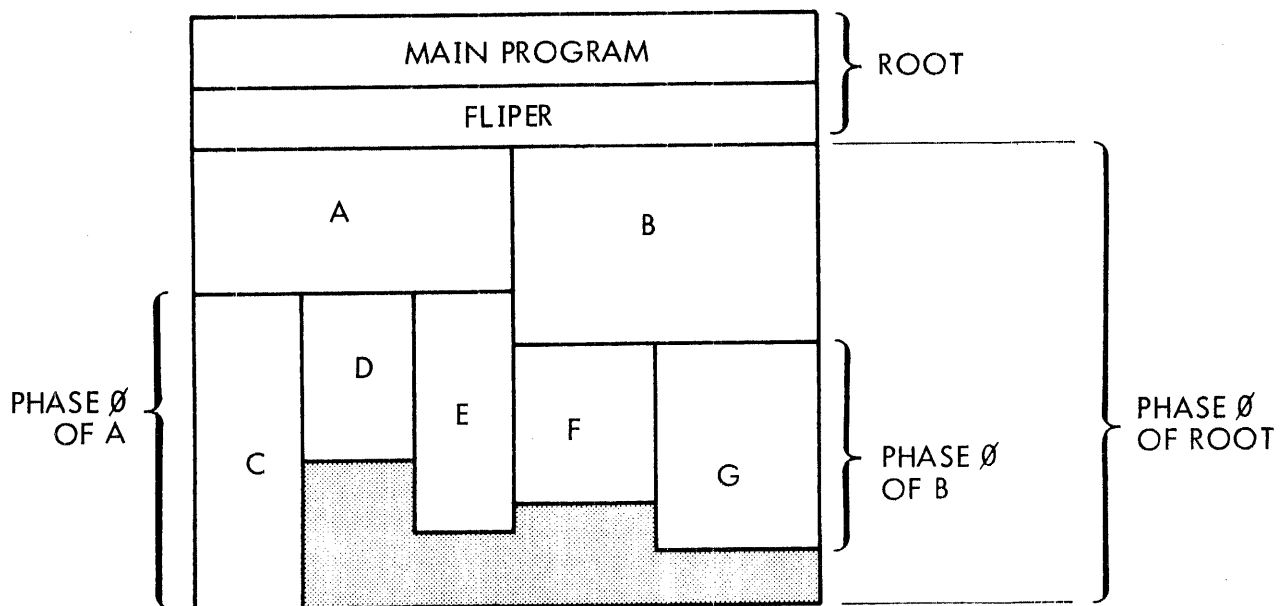 MAIN PROGRAM
ROOT
FLIPER
A
B
D
E
C
F
G
PHASE Ø
OF A
PHASE Ø
OF B
PHASE Ø
OF ROOT